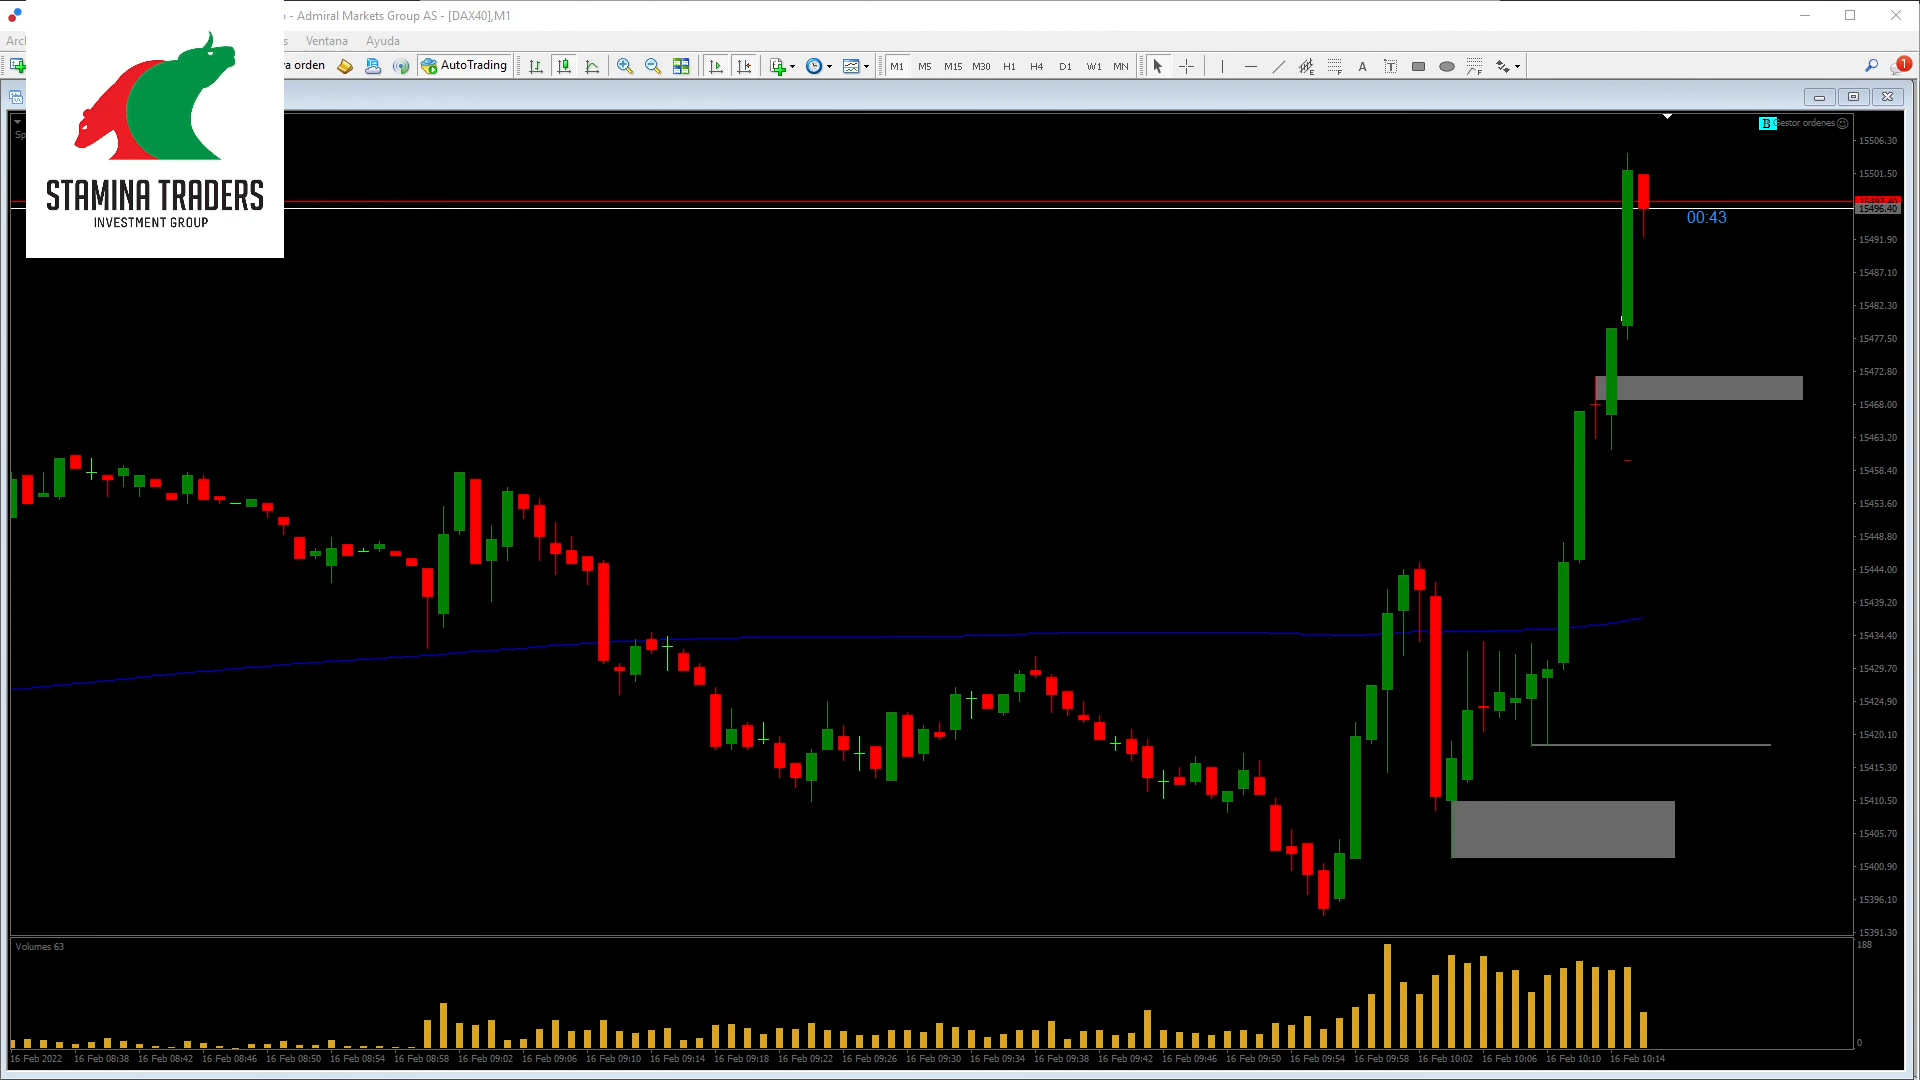 - Admiral Markets Group AS - [DAX40],M1
Ventana Ayuda
orden
AutoTrading
M1 M5 M15 M30 H1 H4 D1 W1 MN
A
T
1
STAMINA TRADERS
INVESTMENT GROUP
B
Gestor ordenes
15506.30
15501.50
15496.40
00:43
15491.90
15487.10
15482.30
15477.50
15472.80
15468.00
15463.20
15458.40
15453.60
15448.80
15444.00
15439.20
15434.40
15429.70
15424.90
15420.10
15415.30
15410.50
15405.70
15400.90
15396.10
15391.30
Volumes 63
188
0
16 Feb 2022 16 Feb 08:38 16 Feb 08:42 16 Feb 08:46 16 Feb 08:50 16 Feb 08:54 16 Feb 08:58 16 Feb 09:02 16 Feb 09:06 16 Feb 09:10 16 Feb 09:14 16 Feb 09:18 16 Feb 09:22 16 Feb 09:26 16 Feb 09:30 16 Feb 09:34 16 Feb 09:38 16 Feb 09:42 16 Feb 09:46 16 Feb 09:50 16 Feb 09:54 16 Feb 09:58 16 Feb 10:02 16 Feb 10:06 16 Feb 10:10 16 Feb 10:14